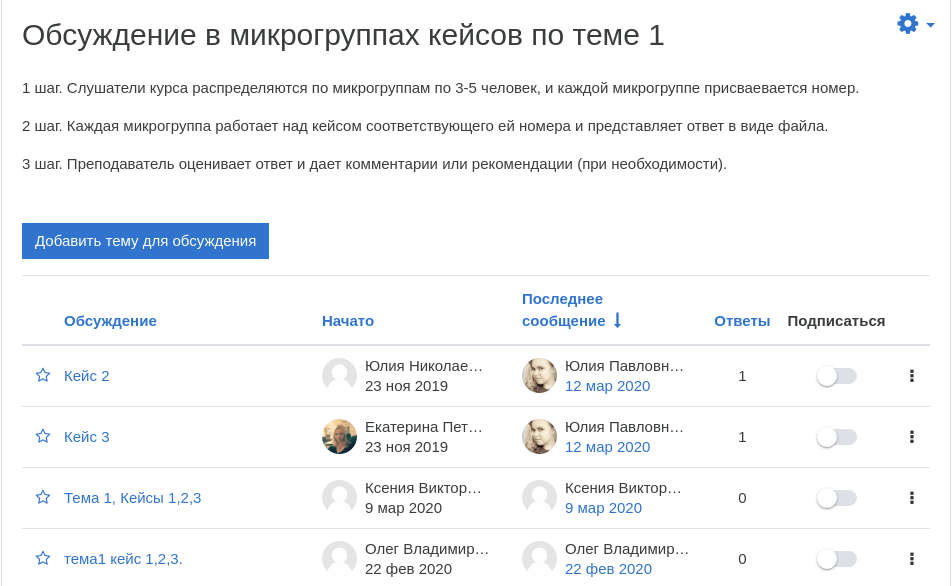 Обсуждение в микрогруппах кейсов по теме 1
1 шаг. Слушатели курса распределяются по микрогруппам по 3-5 человек, и каждой микрогруппе присваевается номер.
2 шаг. Каждая микрогруппа работает над кейсом соответствующего ей номера и представляет ответ в виде файла.
3 шаг. Преподаватель оценивает ответ и дает комментарии или рекомендации (при необходимости).
Добавить тему для обсуждения
Обсуждение Начато Последнее сообщение Ответы Подписаться
Кейс 2 Юлия Николае… Юлия Павловн… 1
23 ноя 2019 12 мар 2020
Кейс 3 Екатерина Пет… Юлия Павловн… 1
23 ноя 2019 12 мар 2020
Тема 1, Кейсы 1,2,3 Ксения Виктор… Ксения Виктор… 0
9 мар 2020 9 мар 2020
тема1 кейс 1,2,3. Олег Владимир… Олег Владимир… 0
22 фев 2020 22 фев 2020